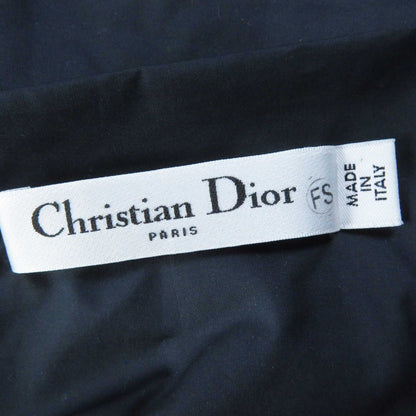 Christian Dior FS
PARIS
MADE
IN
ITALY